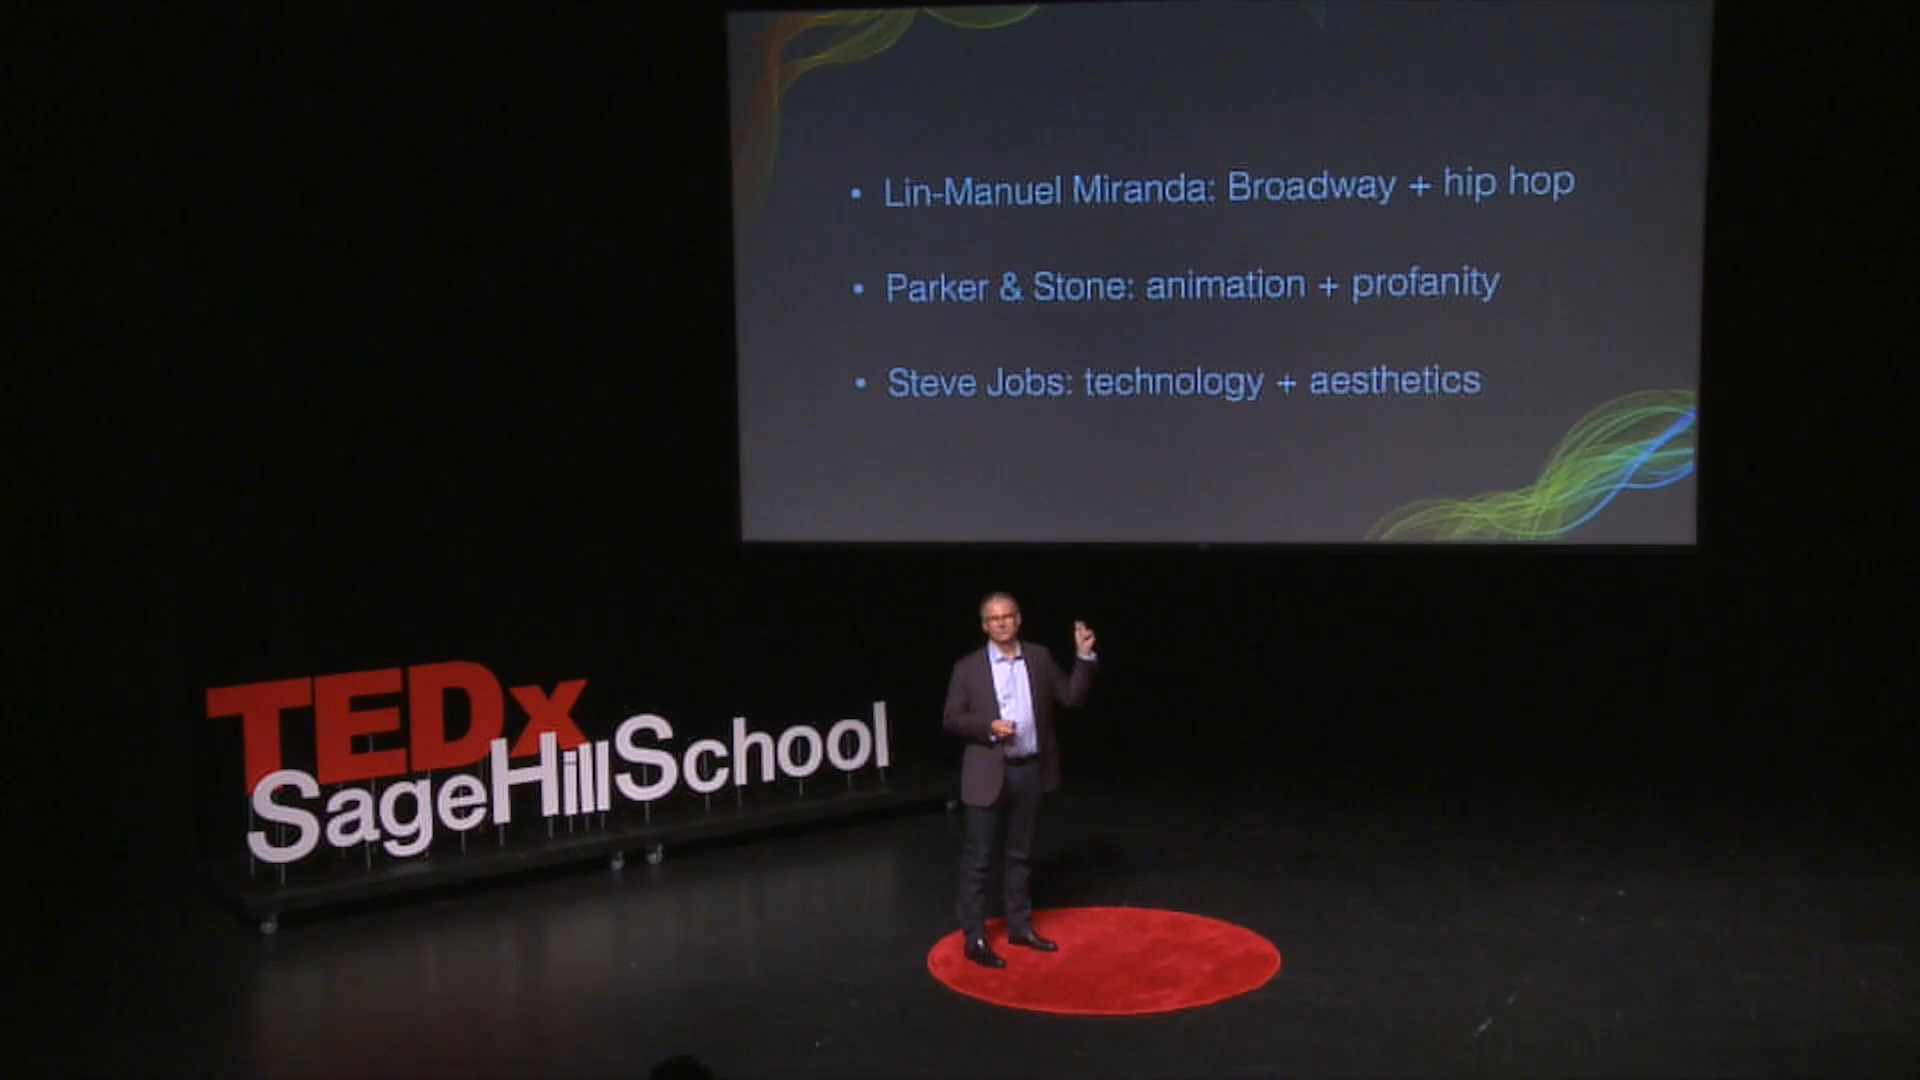 • Lin-Manuel Miranda: Broadway + hip hop
• Parker & Stone: animation + profanity
• Steve Jobs: technology + aesthetics
TEDx
SageHillSchool